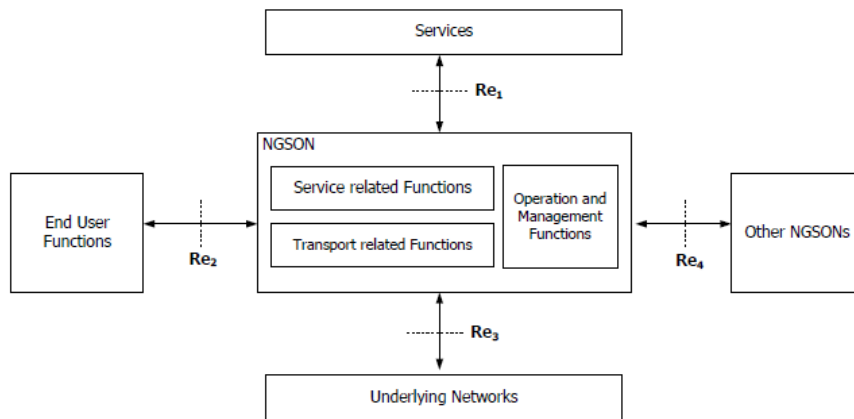 Services
Re₁
NGSON
Service related Functions
Transport related Functions
Operation and
Management
Functions
End User
Functions
Re₂
Other NGSONs
Re₄
Re₃
Underlying Networks